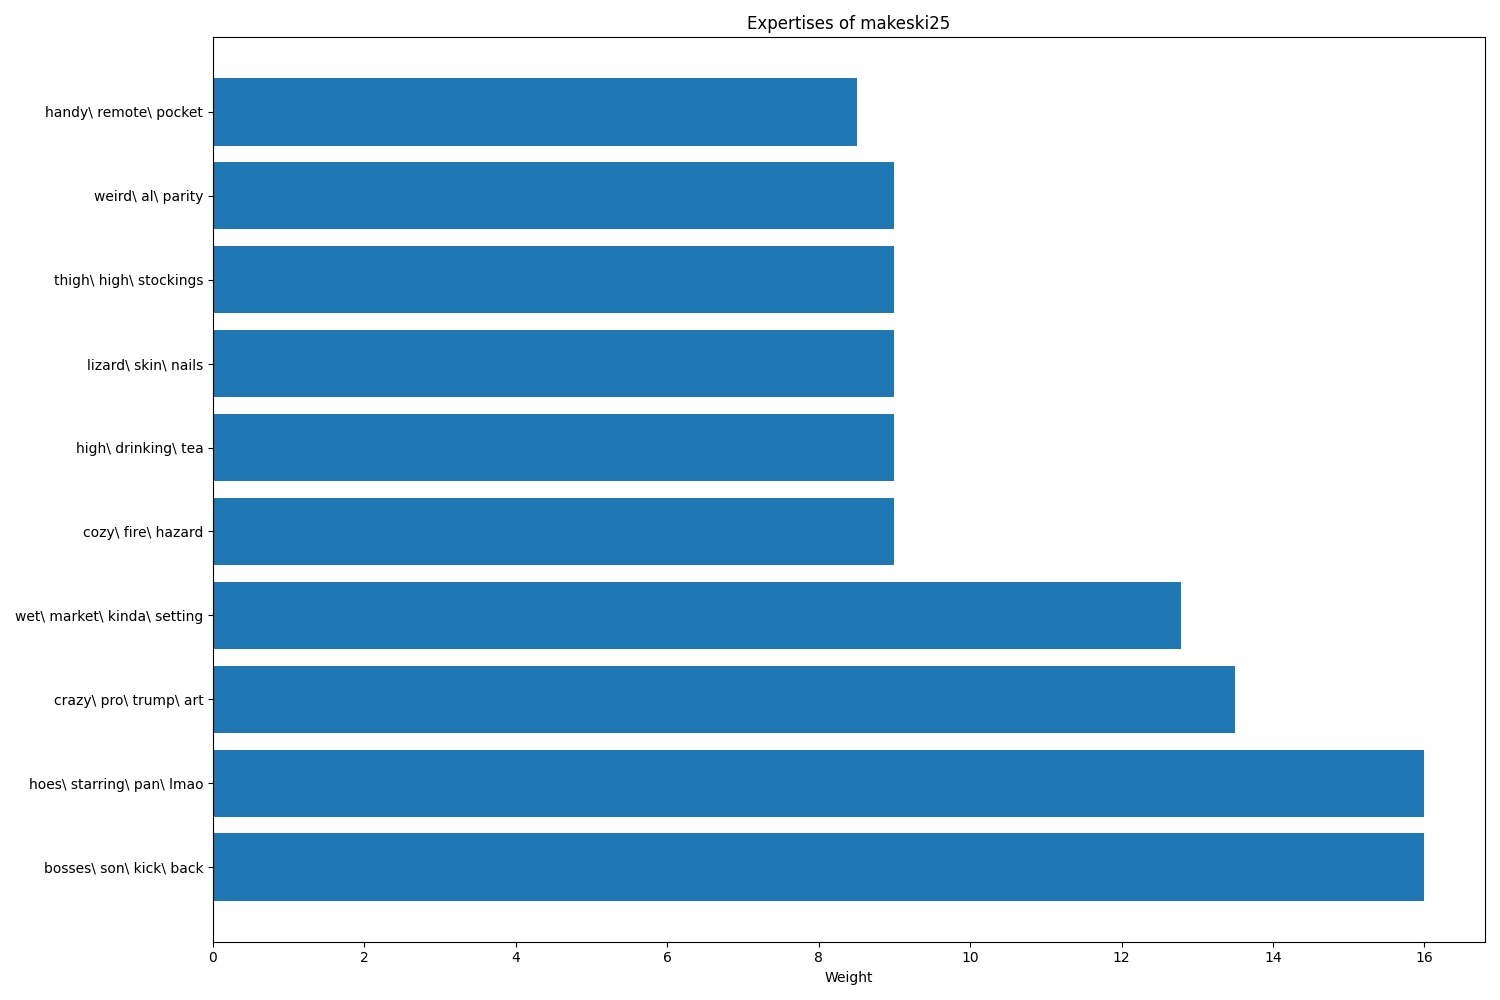 Expertises of makeski25
handy\ remote\ pocket
weird\ al\ parity
thigh\ high\ stockings
lizard\ skin\ nails
high\ drinking\ tea
cozy\ fire\ hazard
wet\ market\ kinda\ setting
crazy\ pro\ trump\ art
hoes\ starring\ pan\ lmao
bosses\ son\ kick\ back
0 2 4 6 8 10 12 14 16
Weight